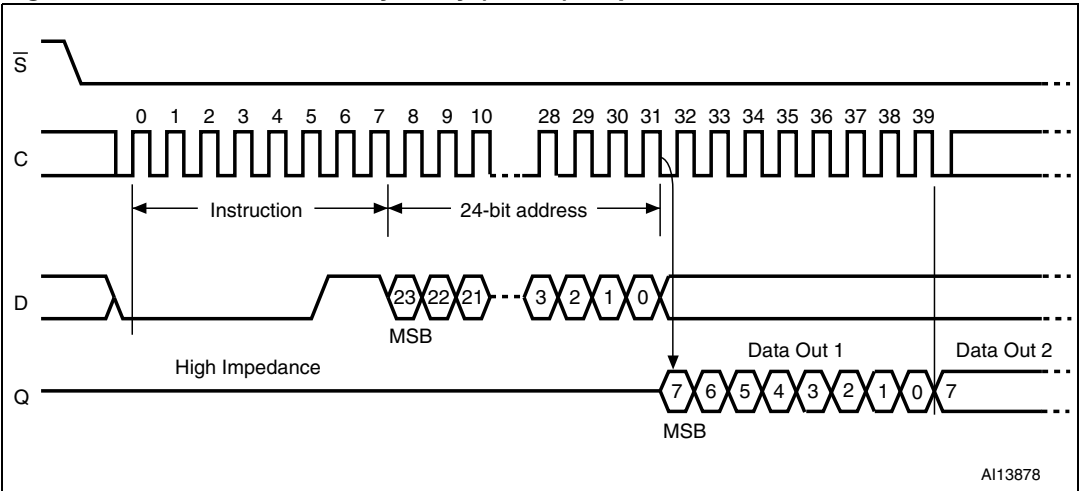 S
0 1 2 3 4 5 6 7 8 9 10 28 29 30 31 32 33 34 35 36 37 38 39
C
Instruction 24-bit address
D 23 22 21 3 2 1 0
MSB
High Impedance Data Out 1 Data Out 2
Q 7 6 5 4 3 2 1 0 7
MSB
AI13878